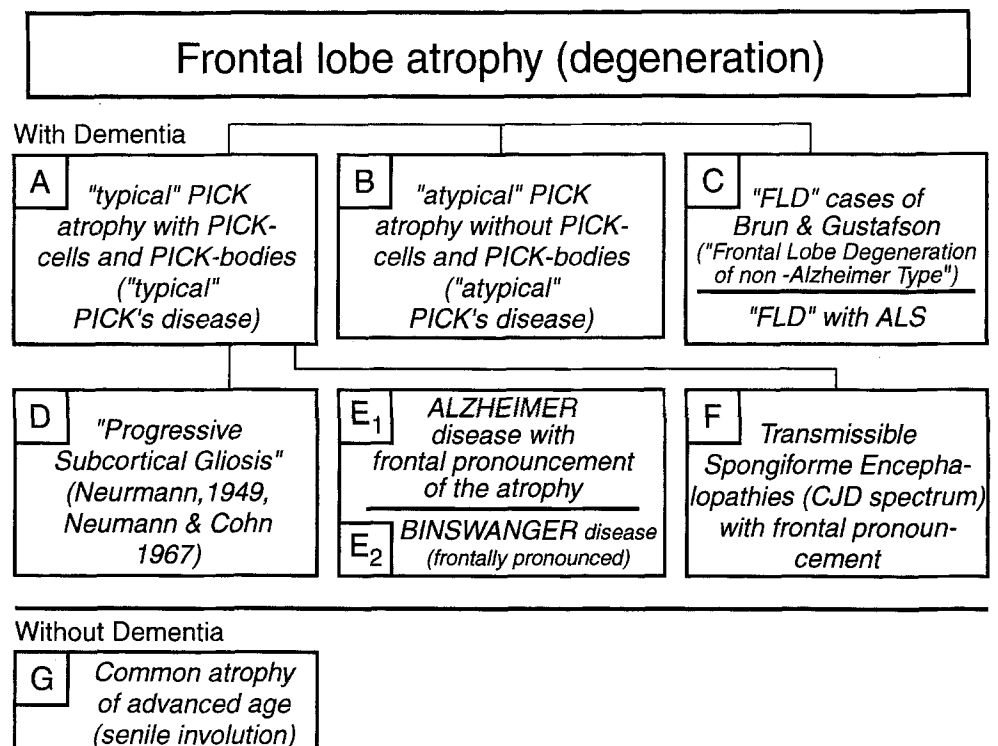 Frontal lobe atrophy (degeneration)
With Dementia
A
"typical" PICK
atrophy with PICK-
cells and PICK-bodies
("typical"
PICK's disease)
B
"atypical" PICK
atrophy without PICK-
cells and PICK-bodies
("atypical"
PICK's disease)
C
"FLD" cases of
Brun & Gustafson
("Frontal Lobe Degeneration
of non -Alzheimer Type")
"FLD" with ALS
D
"Progressive
Subcortical Gliosis"
(Neurmann, 1949,
Neumann & Cohn
1967)
E1
ALZHEIMER
disease with
frontal pronouncement
of the atrophy
E2
BINSWANGER disease
(frontally pronounced)
F
Transmissible
Spongiforme Encepha-
lopathies (CJD spectrum)
with frontal pronoun-
cement
Without Dementia
G
Common atrophy
of advanced age
(senile involution)